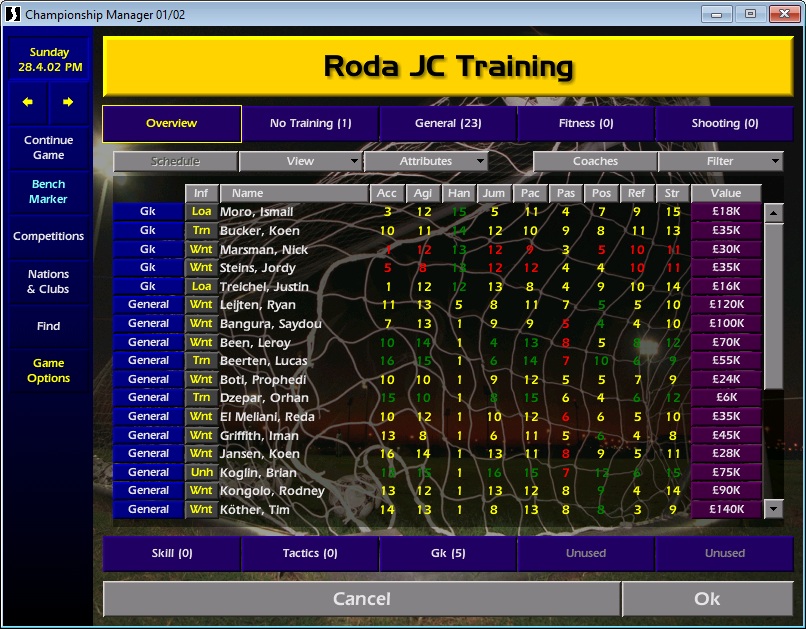 Championship Manager 01/02
Sunday
28.4.02 PM
Continue
Game
Bench
Marker
Competitions
Nations
& Clubs
Find
Game
Options
Roda JC Training
Overview No Training (1) General (23) Fitness (0) Shooting (0)
Schedule View Attributes Coaches Filter
Inf Name Acc Agi Han Jum Pac Pas Pos Ref Str Value
Gk Loa Moro, Ismail 3 12 15 5 11 4 7 9 15 £18K
Gk Trn Bucker, Koen 10 11 14 12 10 9 8 11 13 £35K
Gk Wnt Marsman, Nick 12 13 12 9 3 5 10 11 £30K
Gk Wnt Steins, Jordy 5 8 12 12 4 4 10 11 £35K
Gk Loa Treichel, Justin 1 12 12 13 8 4 9 10 14 £16K
General Wnt Leijten, Ryan 11 13 5 8 11 7 5 5 10 £120K
General Wnt Bangura, Saydou 7 13 1 9 9 5 4 4 10 £100K
General Wnt Been, Leroy 10 14 1 4 13 8 5 8 12 £70K
General Trn Beerten, Lucas 16 15 1 6 14 7 10 6 9 £55K
General Wnt Boti, Prophedi 10 10 1 9 12 5 5 7 9 £24K
General Trn Dzepar, Orhan 15 10 1 8 15 6 4 6 12 £6K
General Wnt El Meliani, Reda 10 12 1 10 12 6 6 5 10 £35K
General Wnt Griffith, Iman 13 8 1 6 11 5 6 4 8 £45K
General Wnt Jansen, Koen 16 14 1 13 11 8 9 5 11 £28K
General Unh Koglin, Brian 15 1 16 15 7 12 6 15 £75K
General Wnt Kongolo, Rodney 13 12 1 13 12 8 9 4 14 £90K
General Wnt Köther, Tim 14 13 1 8 13 8 8 3 9 £140K
Skill (0) Tactics (0) Gk (5) Unused Unused
Cancel Ok